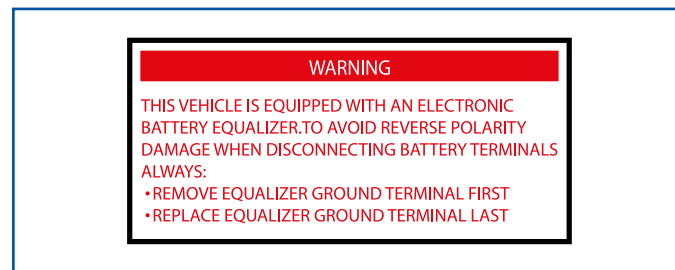 WARNING
THIS VEHICLE IS EQUIPPED WITH AN ELECTRONIC
BATTERY EQUALIZER.TO AVOID REVERSE POLARITY
DAMAGE WHEN DISCONNECTING BATTERY TERMINALS
ALWAYS:
•REMOVE EQUALIZER GROUND TERMINAL FIRST
•REPLACE EQUALIZER GROUND TERMINAL LAST